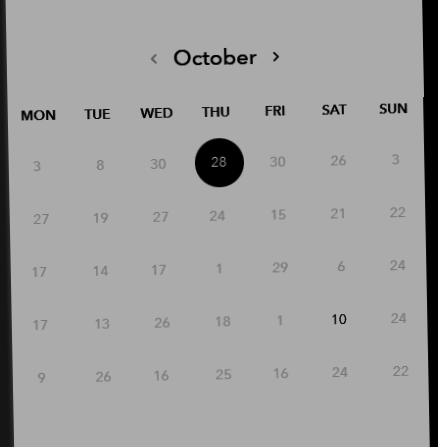 ‹ October ›
MON TUE WED THU FRI SAT SUN
3 8 30 28 30 26 3
27 19 27 24 15 21 22
17 14 17 1 29 6 24
17 13 26 18 1 10 24
9 26 16 25 16 24 22